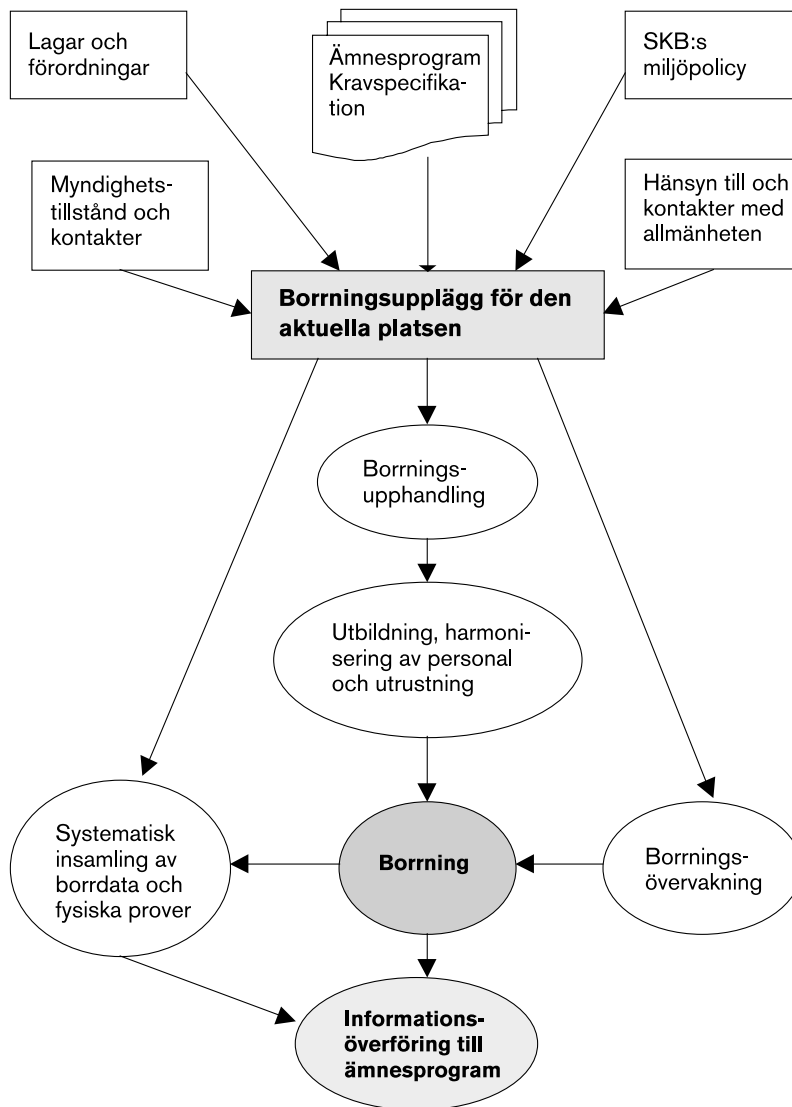 Lagar och
förordningar
Ämnesprogram
Kravspecifika-
tion
SKB:s
miljöpolicy
Myndighets-
tillstånd och
kontakter
Hänsyn till och
kontakter med
allmänheten
Borrningsupplägg för den
aktuella platsen
Borrnings-
upphandling
Utbildning, harmoni-
sering av personal
och utrustning
Systematisk
insamling av
borrdata och
fysiska prover
Borrning
Borrnings-
övervakning
Informations-
överföring till
ämnesprogram